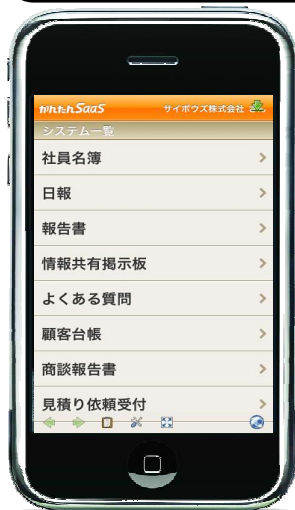 かんたんSaaS サイボウズ株式会社
システム一覧
社員名簿
日報
報告書
情報共有掲示板
よくある質問
顧客台帳
商談報告書
見積り依頼受付